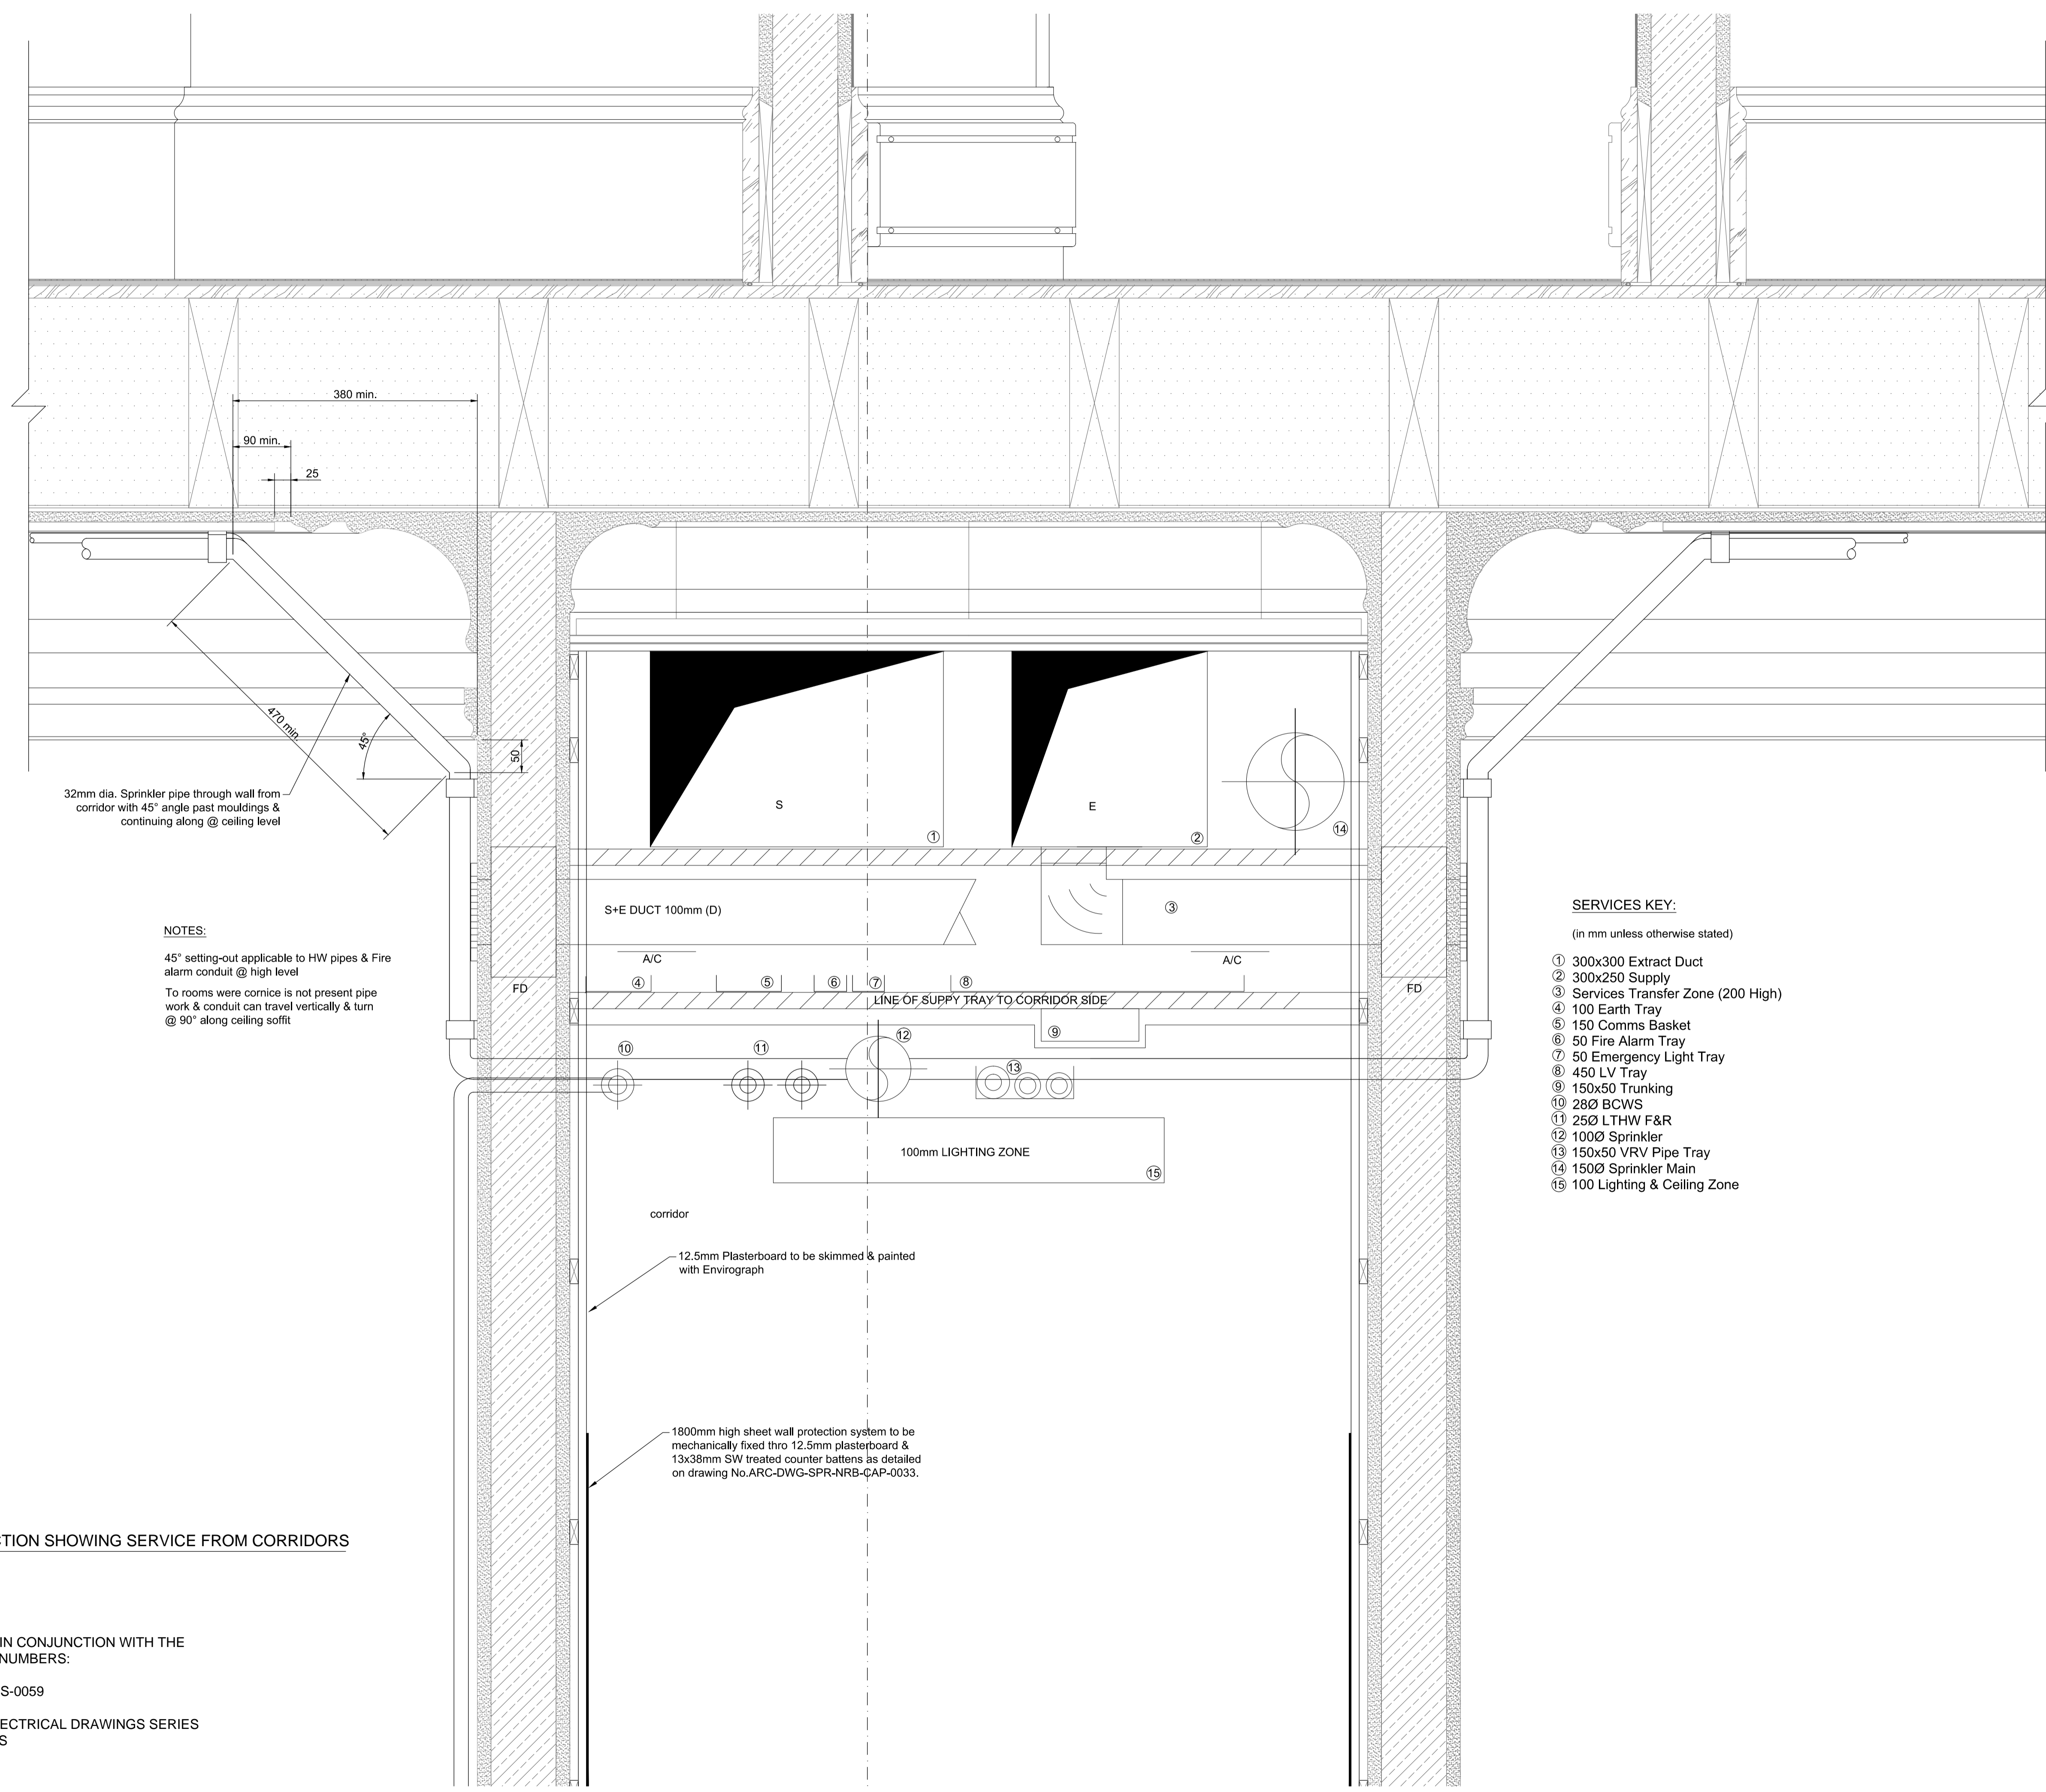 380 min.
90 min.
25
470 min.
45°
50
32mm dia. Sprinkler pipe through wall from
corridor with 45° angle past mouldings &
continuing along @ ceiling level
NOTES:
45° setting-out applicable to HW pipes & Fire
alarm conduit @ high level
To rooms were cornice is not present pipe
work & conduit can travel vertically & turn
@ 90° along ceiling soffit
S
1
E
2
14
S+E DUCT 100mm (D)
3
A/C
A/C
4
5
6
7
8
FD
FD
LINE OF SUPPY TRAY TO CORRIDOR SIDE
9
10
11
12
13
100mm LIGHTING ZONE
15
corridor
12.5mm Plasterboard to be skimmed & painted
with Envirograph
1800mm high sheet wall protection system to be
mechanically fixed thro 12.5mm plasterboard &
13x38mm SW treated counter battens as detailed
on drawing No.ARC-DWG-SPR-NRB-CAP-0033.
SERVICES KEY:
(in mm unless otherwise stated)
1 300x300 Extract Duct
2 300x250 Supply
3 Services Transfer Zone (200 High)
4 100 Earth Tray
5 150 Comms Basket
6 50 Fire Alarm Tray
7 50 Emergency Light Tray
8 450 LV Tray
9 150x50 Trunking
10 28Ø BCWS
11 25Ø LTHW F&R
12 100Ø Sprinkler
13 150x50 VRV Pipe Tray
14 150Ø Sprinkler Main
15 100 Lighting & Ceiling Zone
CTION SHOWING SERVICE FROM CORRIDORS
IN CONJUNCTION WITH THE
NUMBERS:
S-0059
ECTRICAL DRAWINGS SERIES
S